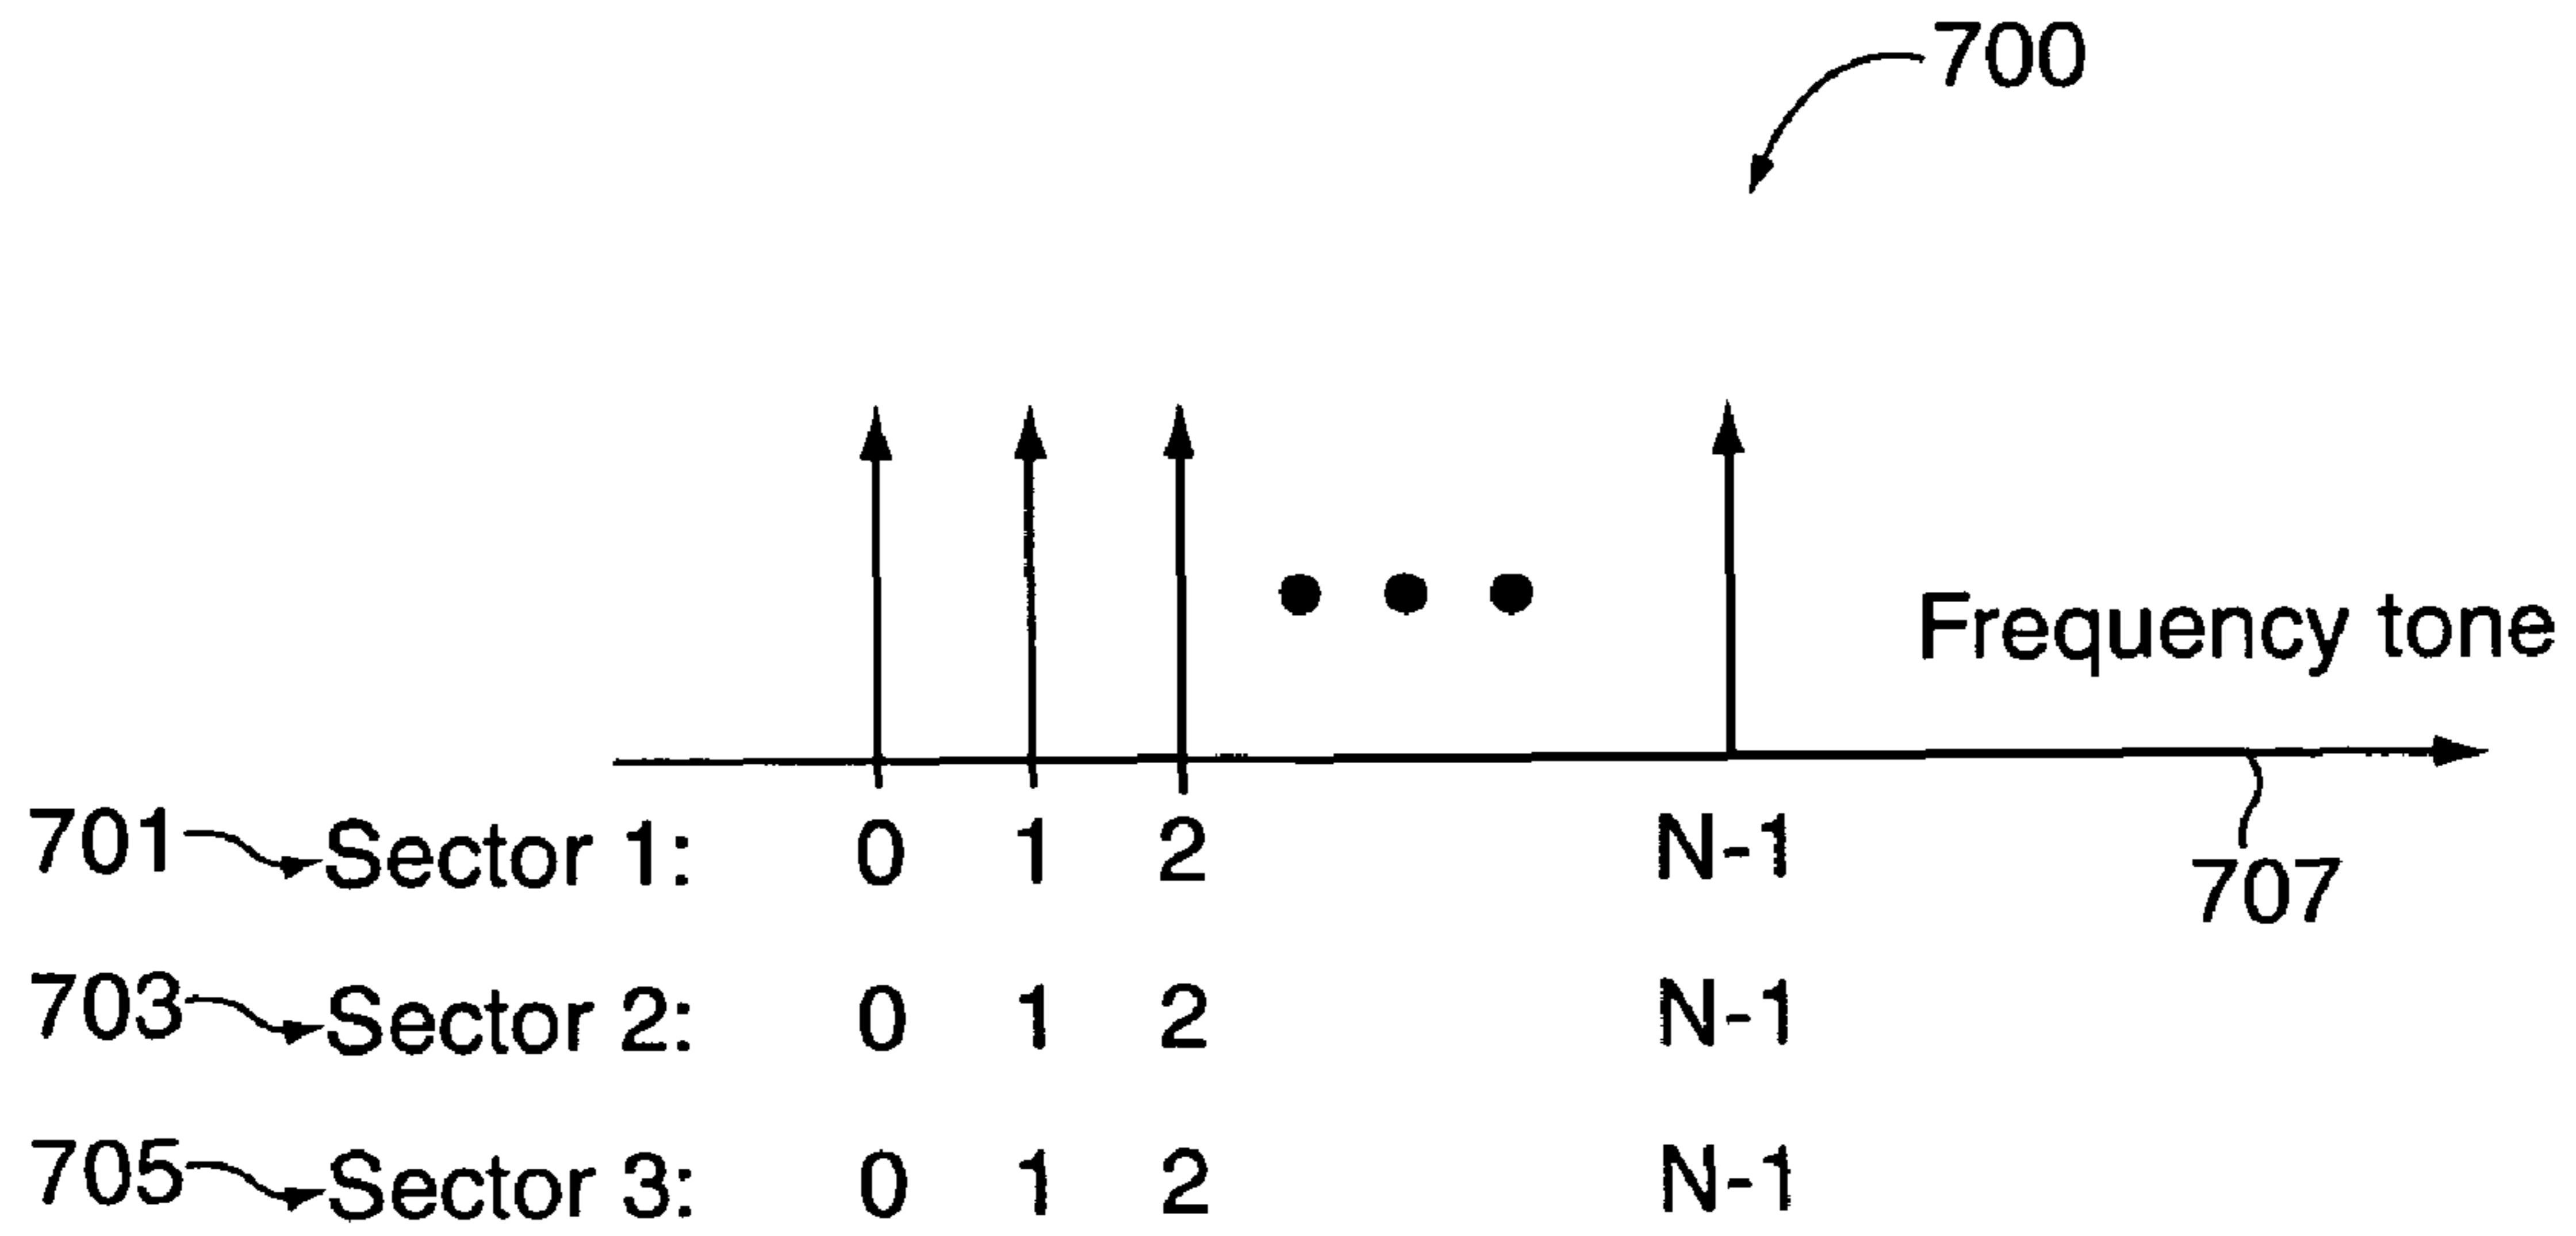 700
Frequency tone
701 Sector 1: 0 1 2 N-1
707
703 Sector 2: 0 1 2 N-1
705 Sector 3: 0 1 2 N-1